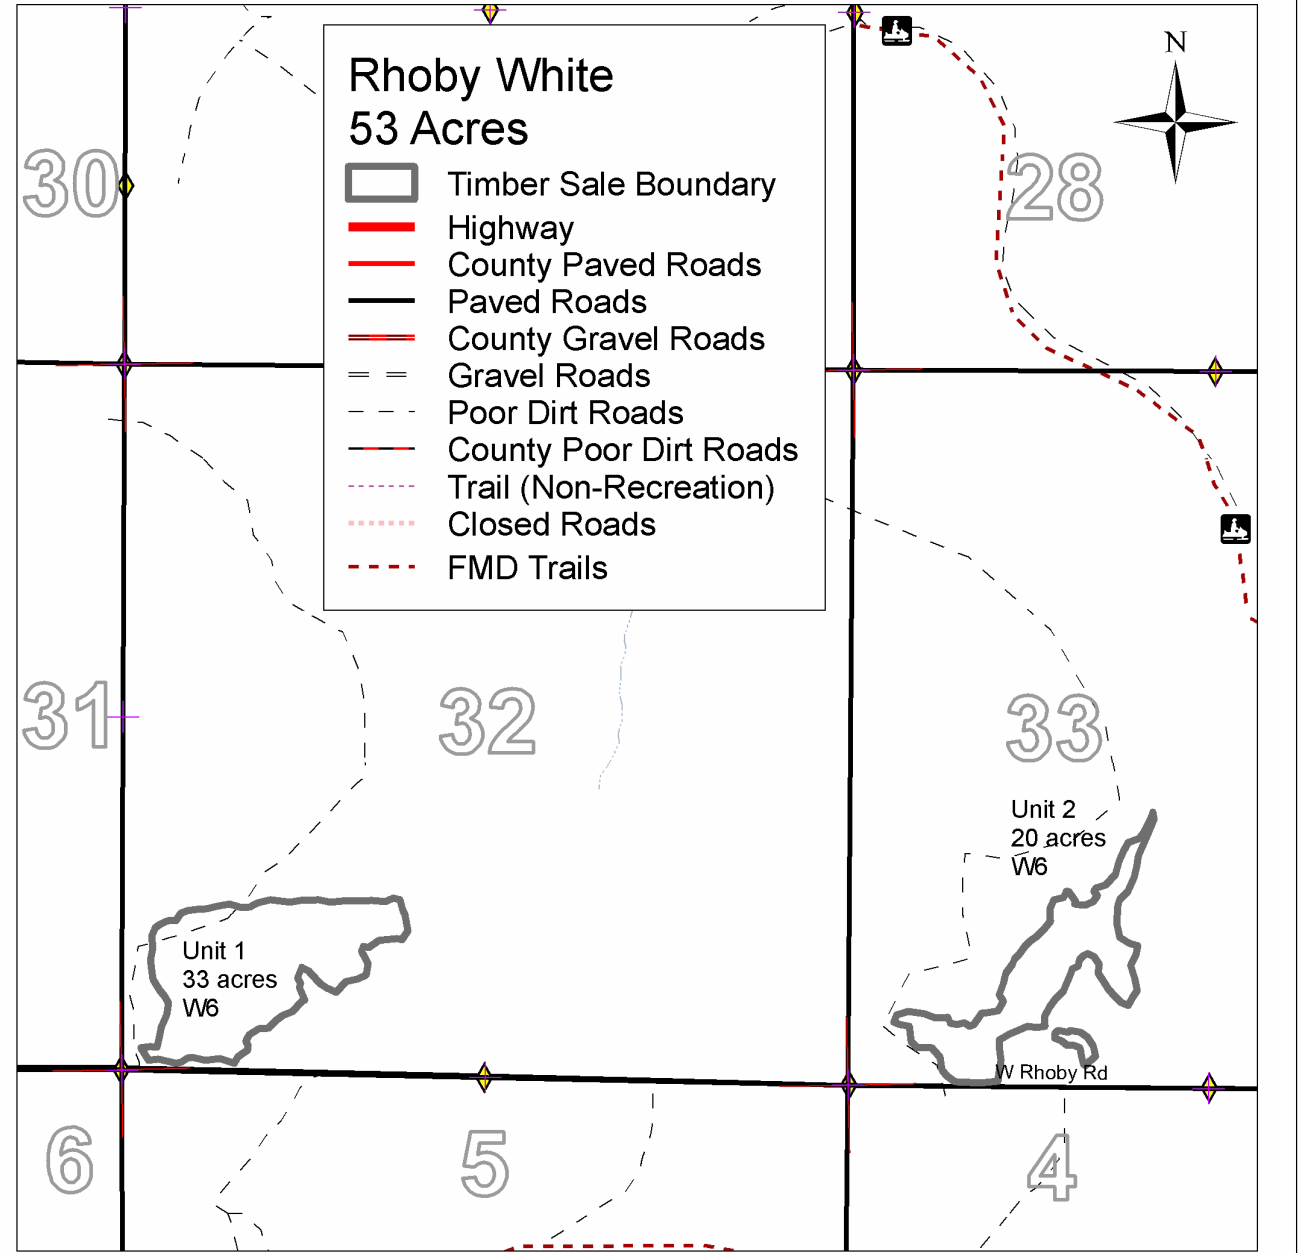 N
Rhoby White
53 Acres
Timber Sale Boundary
Highway
County Paved Roads
Paved Roads
County Gravel Roads
Gravel Roads
Poor Dirt Roads
County Poor Dirt Roads
Trail (Non-Recreation)
Closed Roads
FMD Trails
30
28
31
32
33
Unit 2
20 acres
W6
Unit 1
33 acres
W6
W Rhoby Rd
6
5
4